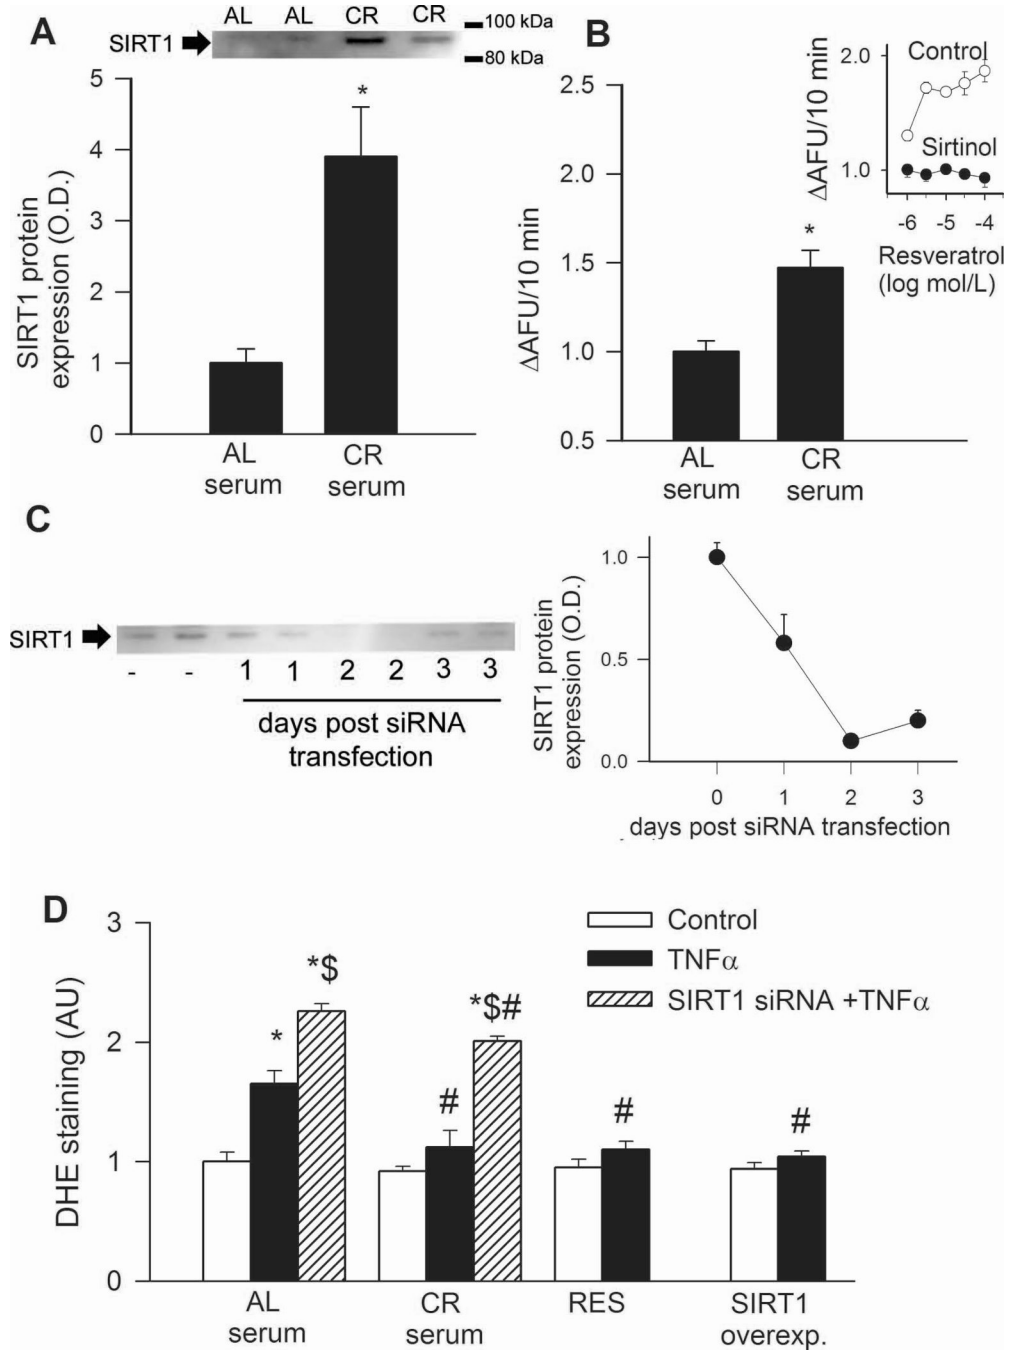 A
AL AL CR CR
100 kDa
SIRT1
80 kDa
5
4
3
2
1
0
SIRT1 protein
expression (O.D.)
*
AL
serum
CR
serum
B
2.5
2.0
1.5
1.0
0.5
ΔAFU/10 min
*
AL
serum
CR
serum
2.0
1.0
ΔAFU/10 min
Control
Sirtinol
-6 -5 -4
Resveratrol
(log mol/L)
C
SIRT1
- - 1 1 2 2 3 3
days post siRNA
transfection
SIRT1 protein
expression (O.D.)
1.0
0.5
0.0
0 1 2 3
days post siRNA transfection
D
3
2
1
0
DHE staining (AU)
Control
TNFα
SIRT1 siRNA +TNFα
*
*$
#
*$#
#
#
AL
serum
CR
serum
RES
SIRT1
overexp.